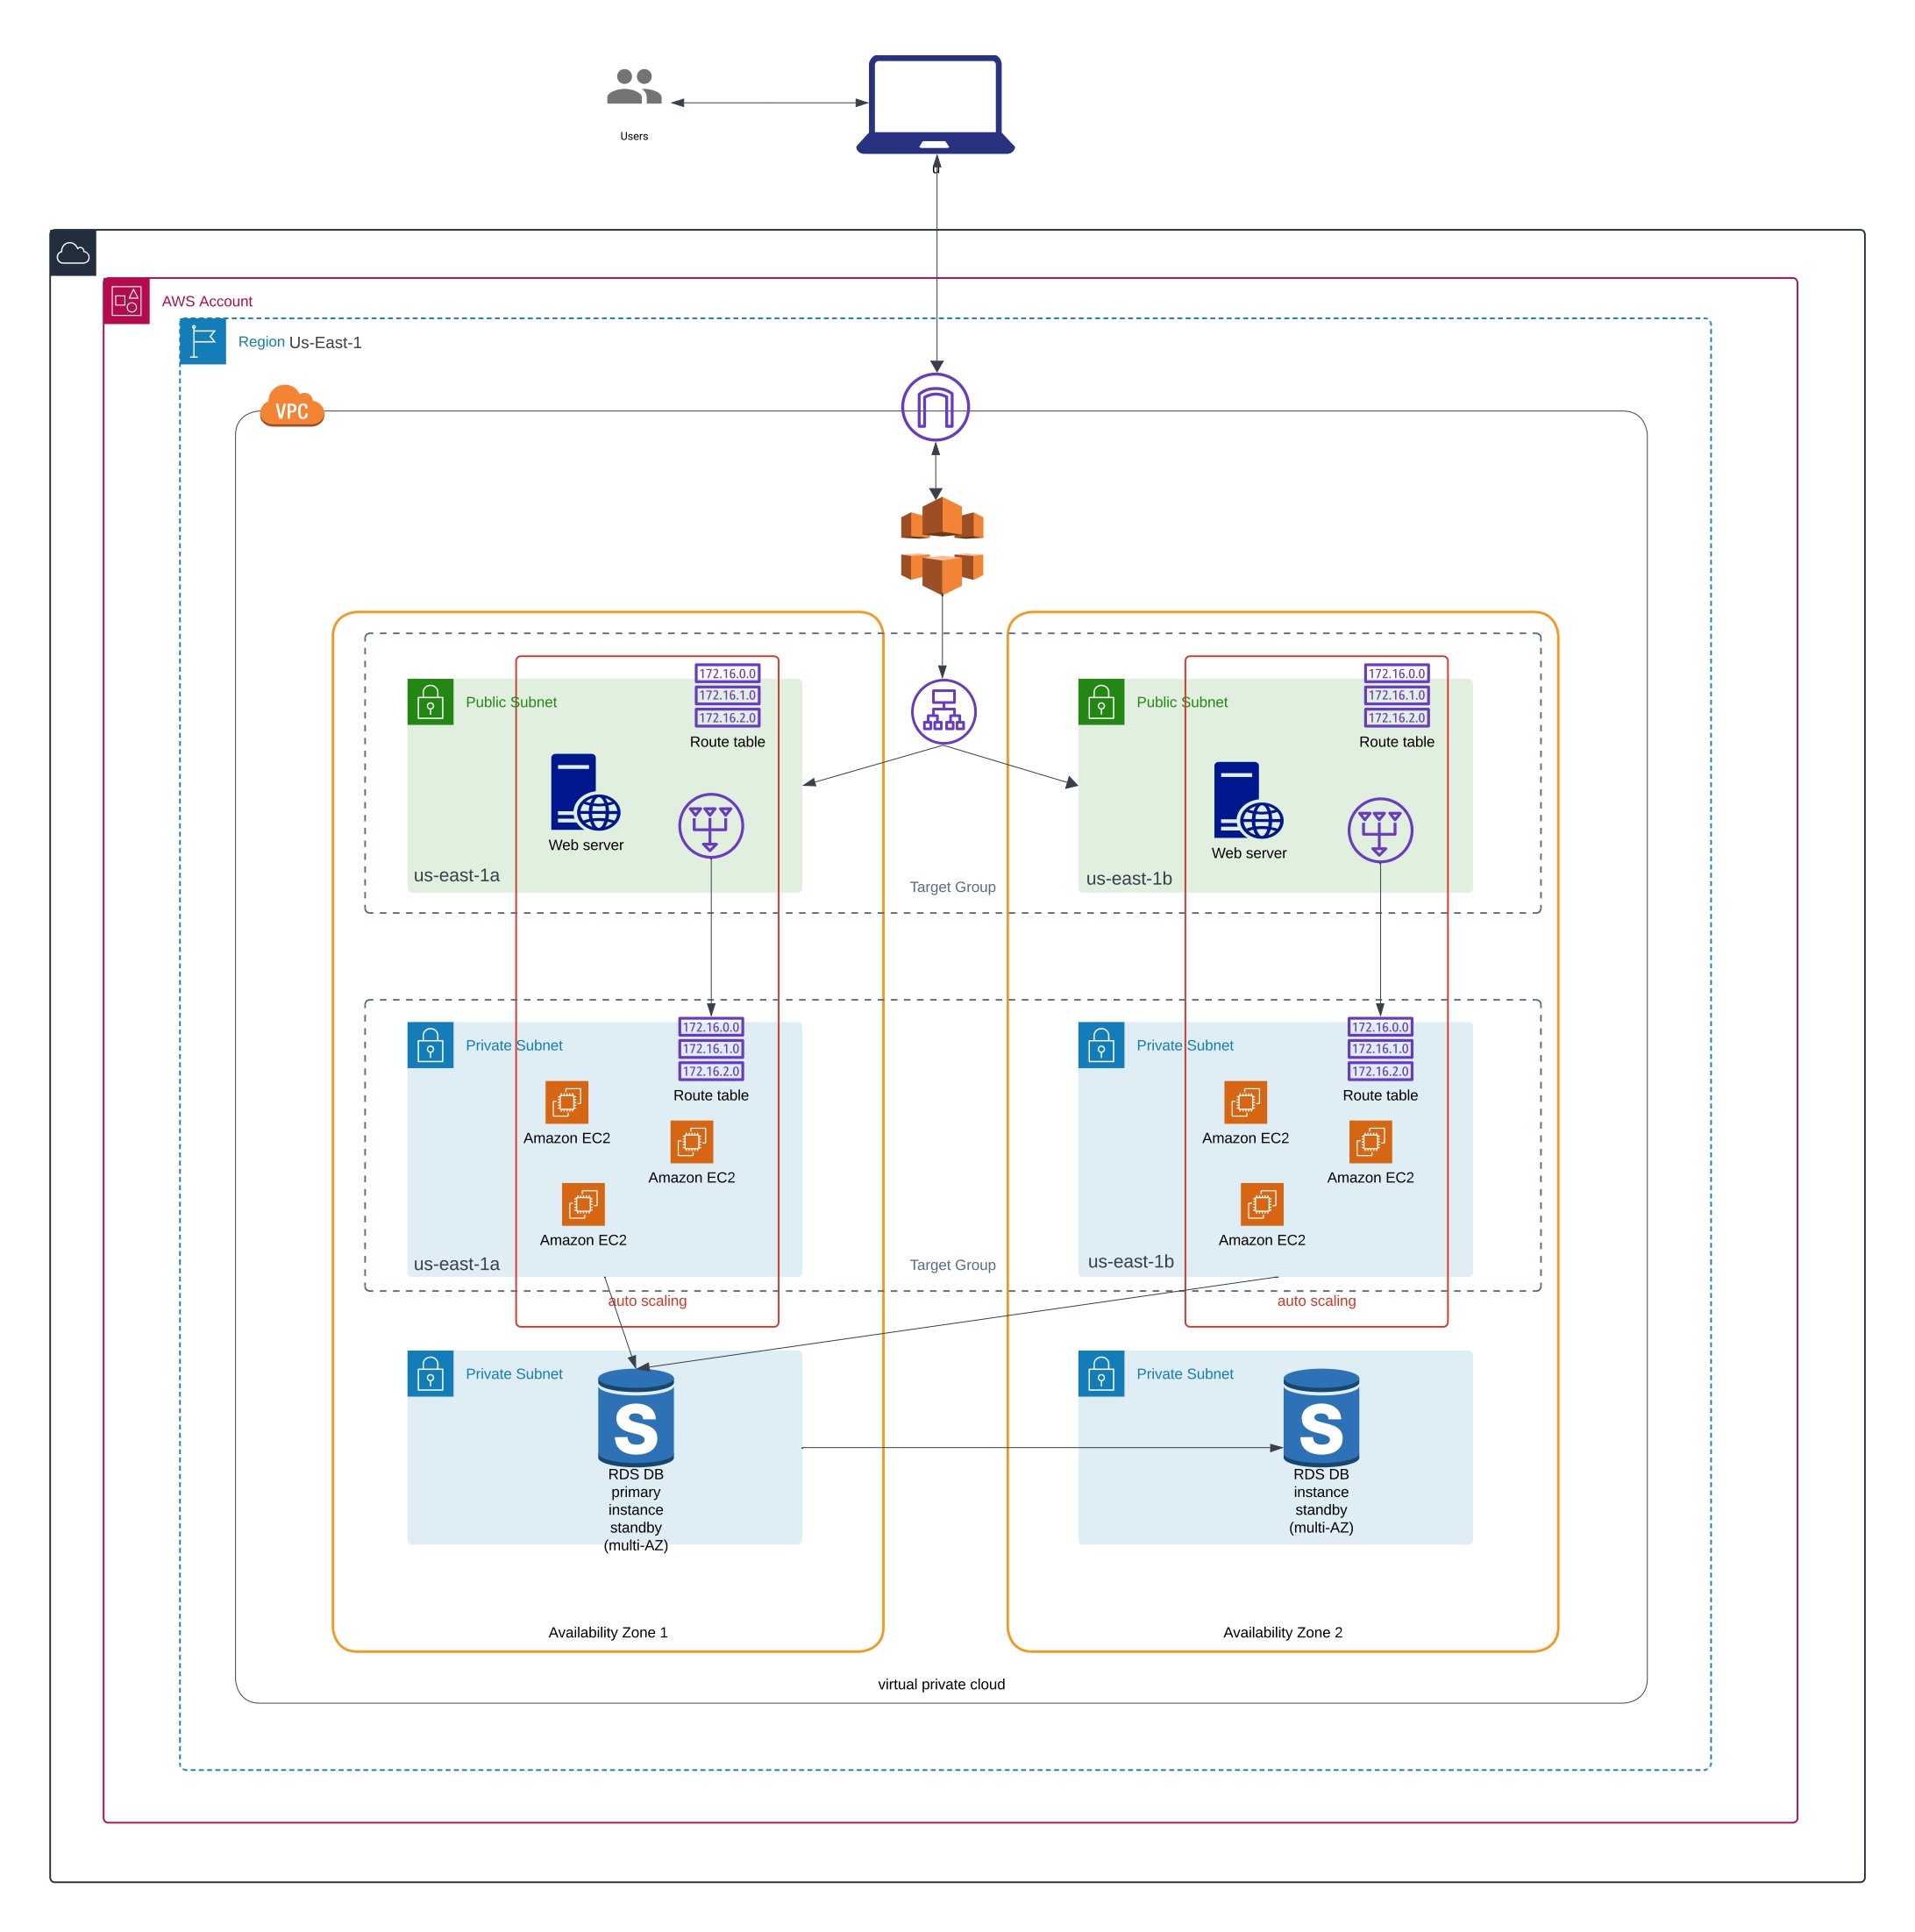 Users
AWS Account
Region Us-East-1
VPC
172.16.0.0
172.16.1.0
172.16.2.0
Route table
Public Subnet
Web server
us-east-1a
172.16.0.0
172.16.1.0
172.16.2.0
Route table
Public Subnet
Web server
us-east-1b
Target Group
Private Subnet
172.16.0.0
172.16.1.0
172.16.2.0
Route table
Amazon EC2
Amazon EC2
Amazon EC2
us-east-1a
Private Subnet
172.16.0.0
172.16.1.0
172.16.2.0
Route table
Amazon EC2
Amazon EC2
Amazon EC2
us-east-1b
Target Group
auto scaling
auto scaling
Private Subnet
S
RDS DB
primary
instance
standby
(multi-AZ)
Private Subnet
S
RDS DB
instance
standby
(multi-AZ)
Availability Zone 1
Availability Zone 2
virtual private cloud